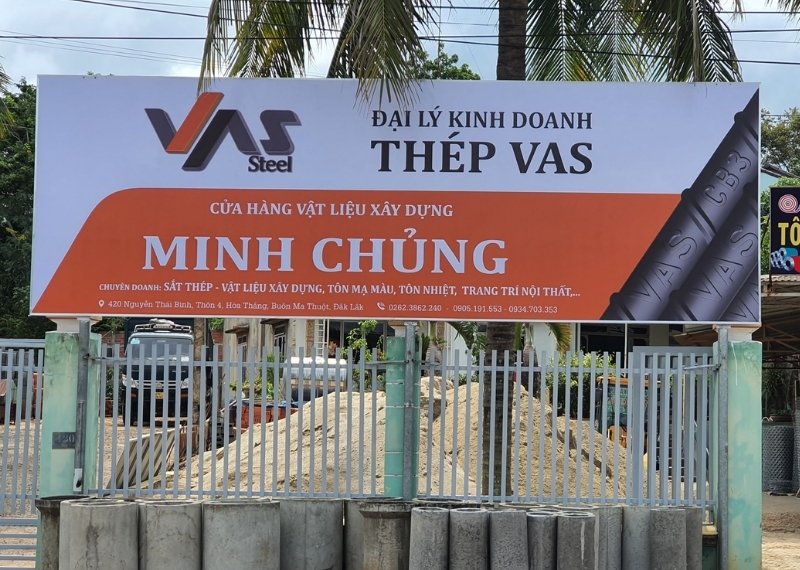 VAS
Steel
ĐẠI LÝ KINH DOANH
THÉP VAS
CỬA HÀNG VẬT LIỆU XÂY DỰNG
MINH CHỦNG
CHUYÊN DOANH: SẮT THÉP - VẬT LIỆU XÂY DỰNG, TÔN MẠ MÀU, TÔN NHIỆT, TRANG TRÍ NỘI THẤT,...
420 Nguyễn Thái Bình, Thôn 4, Hòa Thắng, Buôn Ma Thuột, Đăk Lăk 0262.3862.240 - 0905.191.553 - 0934.703.353
VAS CB3
VAS
TÔ
420